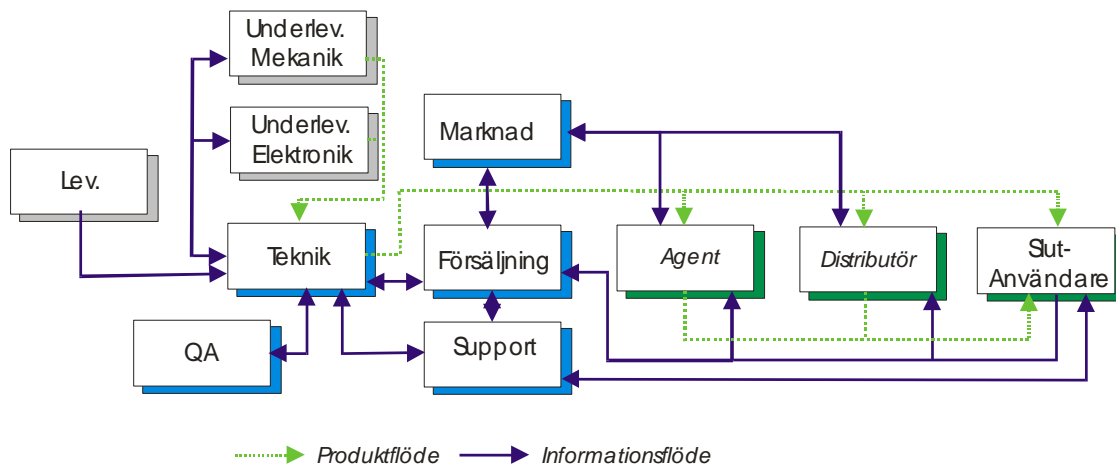 Underlev.
Mekanik
Underlev.
Elektronik
Marknad
Lev.
Teknik
Försäljning
Agent
Distributör
Slut-
Användare
QA
Support
Produktflöde
Informationsflöde